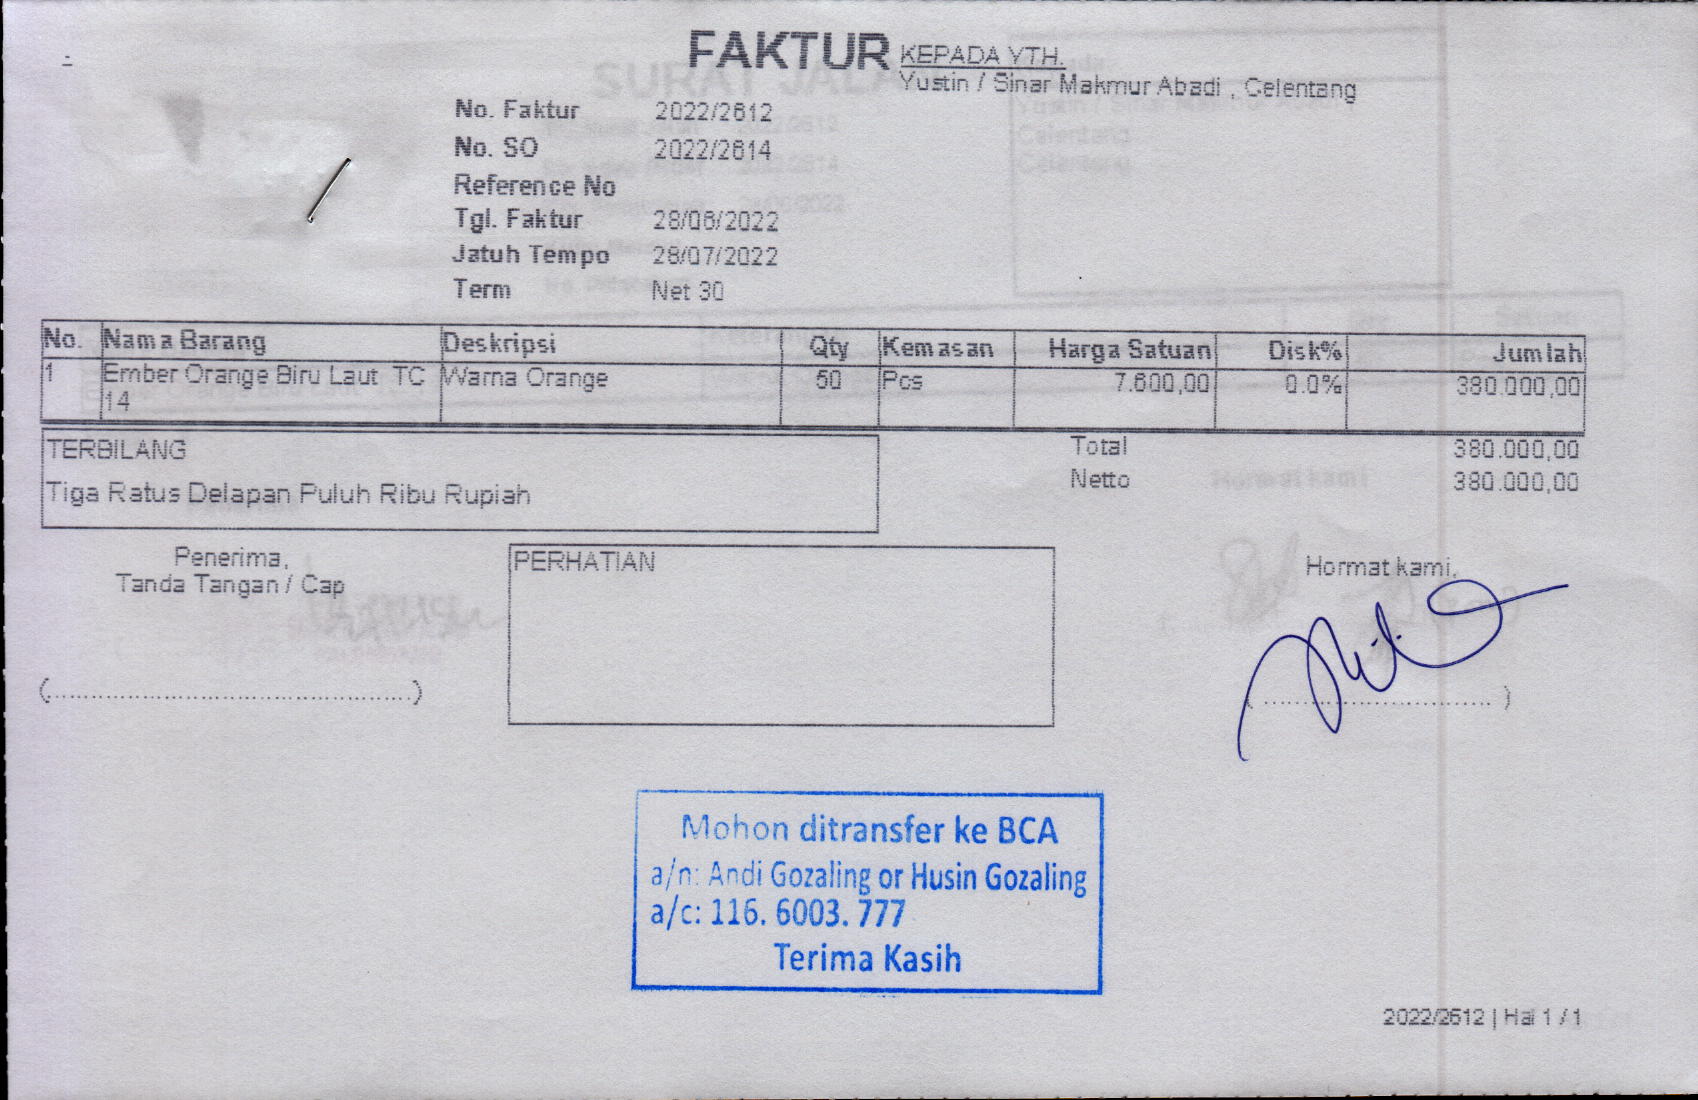 FAKTUR
KEPADA YTH.
Yustin / Sinar Makmur Abadi , Celentang
No. Faktur 2022/2612
No. SO 2022/2614
Reference No
Tgl. Faktur 28/06/2022
Jatuh Tempo 28/07/2022
Term Net 30
No. Nama Barang Deskripsi Qty Kemasan Harga Satuan Disk% Jumlah
1 Ember Orange Biru Laut TC Warna Orange 50 Pcs 7.600,00 0.0% 380.000,00
14
TERBILANG
Tiga Ratus Delapan Puluh Ribu Rupiah
Total 380.000,00
Netto 380.000,00
Penerima,
Tanda Tangan / Cap
(.............................................)
PERHATIAN
Hormat kami,
(.............................)
Mohon ditransfer ke BCA
a/n: Andi Gozaling or Husin Gozaling
a/c: 116. 6003. 777
Terima Kasih
2022/2612 | Hal 1 / 1